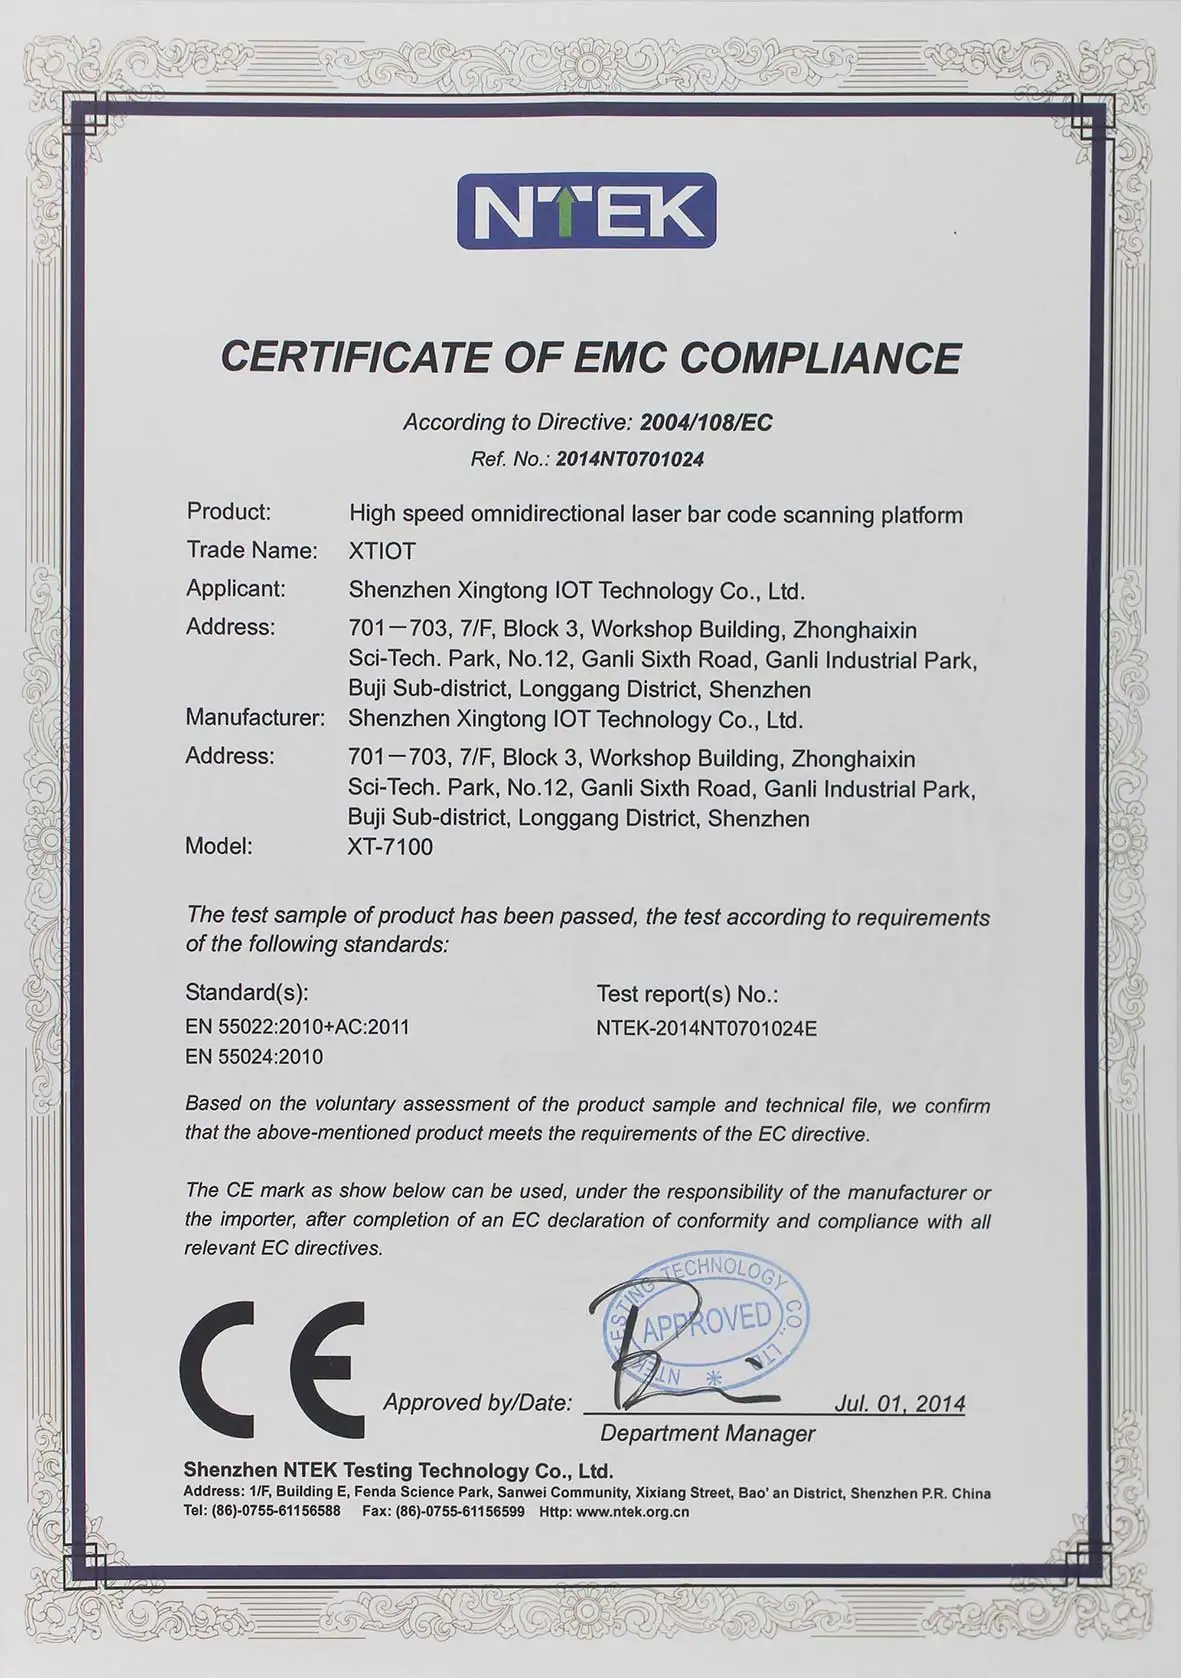 NTEK
CERTIFICATE OF EMC COMPLIANCE
According to Directive: 2004/108/EC
Ref. No.: 2014NT0701024
Product: High speed omnidirectional laser bar code scanning platform
Trade Name: XTIOT
Applicant: Shenzhen Xingtong IOT Technology Co., Ltd.
Address: 701—703, 7/F, Block 3, Workshop Building, Zhonghaixin
Sci-Tech. Park, No.12, Ganli Sixth Road, Ganli Industrial Park,
Buji Sub-district, Longgang District, Shenzhen
Manufacturer: Shenzhen Xingtong IOT Technology Co., Ltd.
Address: 701—703, 7/F, Block 3, Workshop Building, Zhonghaixin
Sci-Tech. Park, No.12, Ganli Sixth Road, Ganli Industrial Park,
Buji Sub-district, Longgang District, Shenzhen
Model: XT-7100
The test sample of product has been passed, the test according to requirements
of the following standards:
Standard(s): Test report(s) No.:
EN 55022:2010+AC:2011 NTEK-2014NT0701024E
EN 55024:2010
Based on the voluntary assessment of the product sample and technical file, we confirm
that the above-mentioned product meets the requirements of the EC directive.
The CE mark as show below can be used, under the responsibility of the manufacturer or
the importer, after completion of an EC declaration of conformity and compliance with all
relevant EC directives.
NTEK TESTING TECHNOLOGY CO., LTD
APPROVED
CE
Approved by/Date: Jul. 01, 2014
Department Manager
Shenzhen NTEK Testing Technology Co., Ltd.
Address: 1/F, Building E, Fenda Science Park, Sanwei Community, Xixiang Street, Bao' an District, Shenzhen P.R. China
Tel: (86)-0755-61156588 Fax: (86)-0755-61156599 Http: www.ntek.org.cn